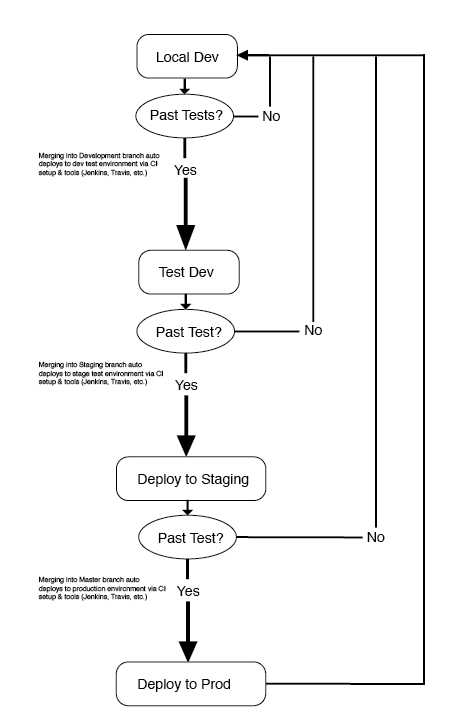 Local Dev
Past Tests?
No
Merging into Development branch auto
deploys to dev test environment via CI
setup & tools (Jenkins, Travis, etc.)
Yes
Test Dev
Past Test?
No
Merging into Staging branch auto
deploys to stage test environment via CI
setup & tools (Jenkins, Travis, etc.)
Yes
Deploy to Staging
Past Test?
No
Merging into Master branch auto
deploys to production environment via CI
setup & tools (Jenkins, Travis, etc.)
Yes
Deploy to Prod